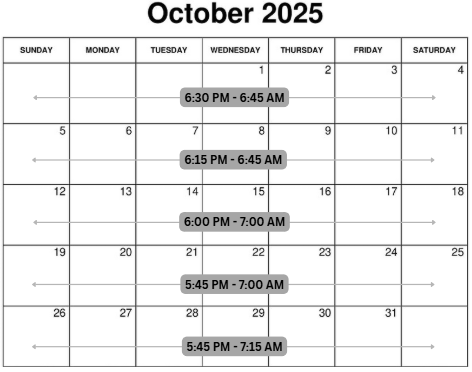 October 2025
SUNDAY MONDAY TUESDAY WEDNESDAY THURSDAY FRIDAY SATURDAY
1 2 3 4
6:30 PM - 6:45 AM
5 6 7 8 9 10 11
6:15 PM - 6:45 AM
12 13 14 15 16 17 18
6:00 PM - 7:00 AM
19 20 21 22 23 24 25
5:45 PM - 7:00 AM
26 27 28 29 30 31
5:45 PM - 7:15 AM